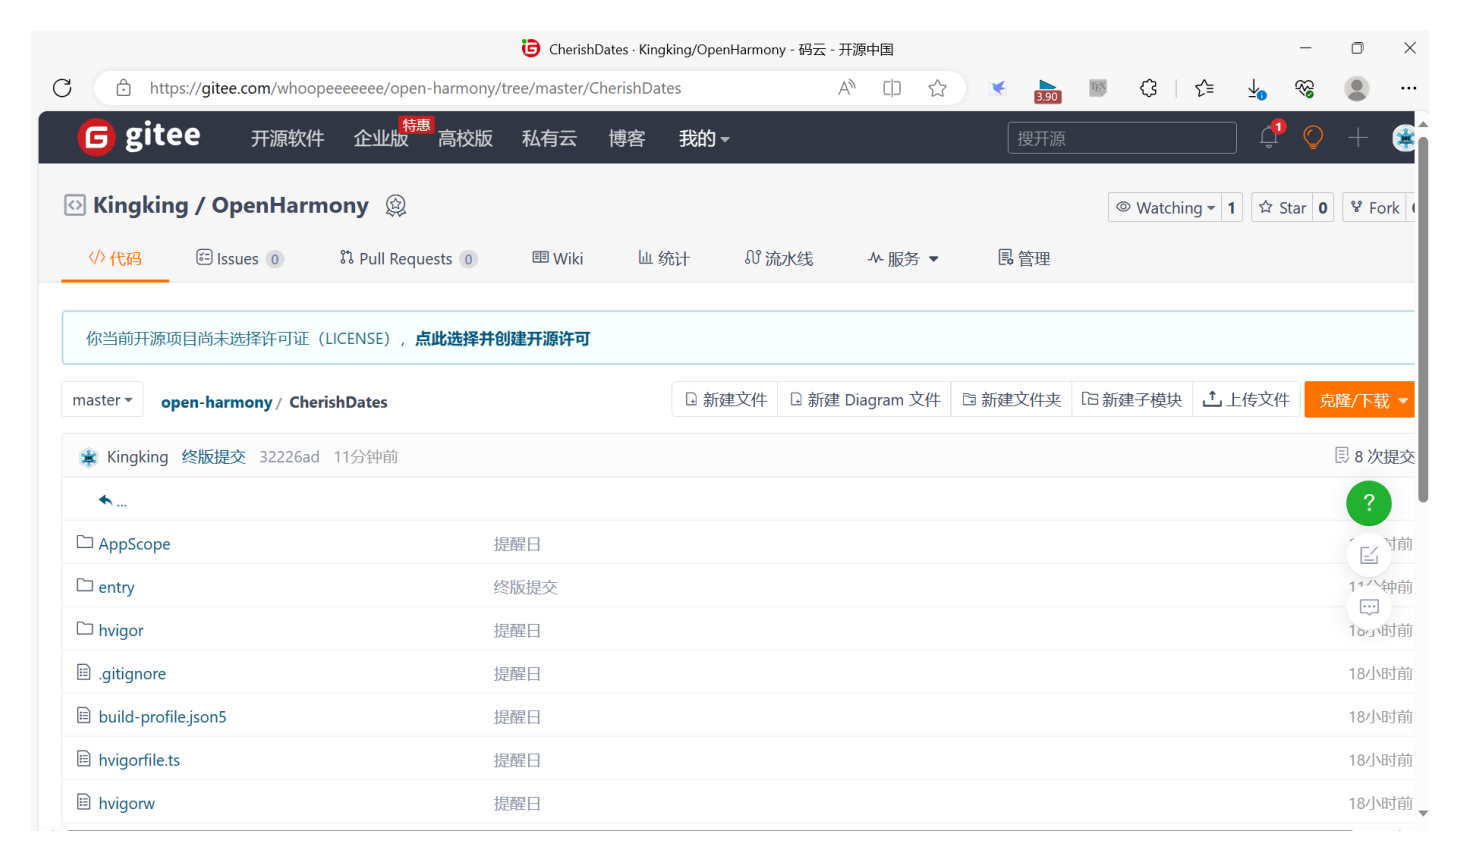 CherishDates · Kingking/OpenHarmony - 码云 - 开源中国
https://gitee.com/whoopeeeeeee/open-harmony/tree/master/CherishDates
3.90
gitee 开源软件 企业版 特惠 高校版 私有云 博客 我的 搜开源 1
Kingking / OpenHarmony Watching 1 Star 0 Fork
代码 Issues 0 Pull Requests 0 Wiki 统计 流水线 服务 管理
你当前开源项目尚未选择许可证（LICENSE），点此选择并创建开源许可
master open-harmony / CherishDates 新建文件 新建 Diagram 文件 新建文件夹 新建子模块 上传文件 克隆/下载
Kingking 终版提交 32226ad 11分钟前 8 次提交
...
?
AppScope 提醒日 时前
entry 终版提交 11分钟前
hvigor 提醒日 18小时前
.gitignore 提醒日 18小时前
build-profile.json5 提醒日 18小时前
hvigorfile.ts 提醒日 18小时前
hvigorw 提醒日 18小时前